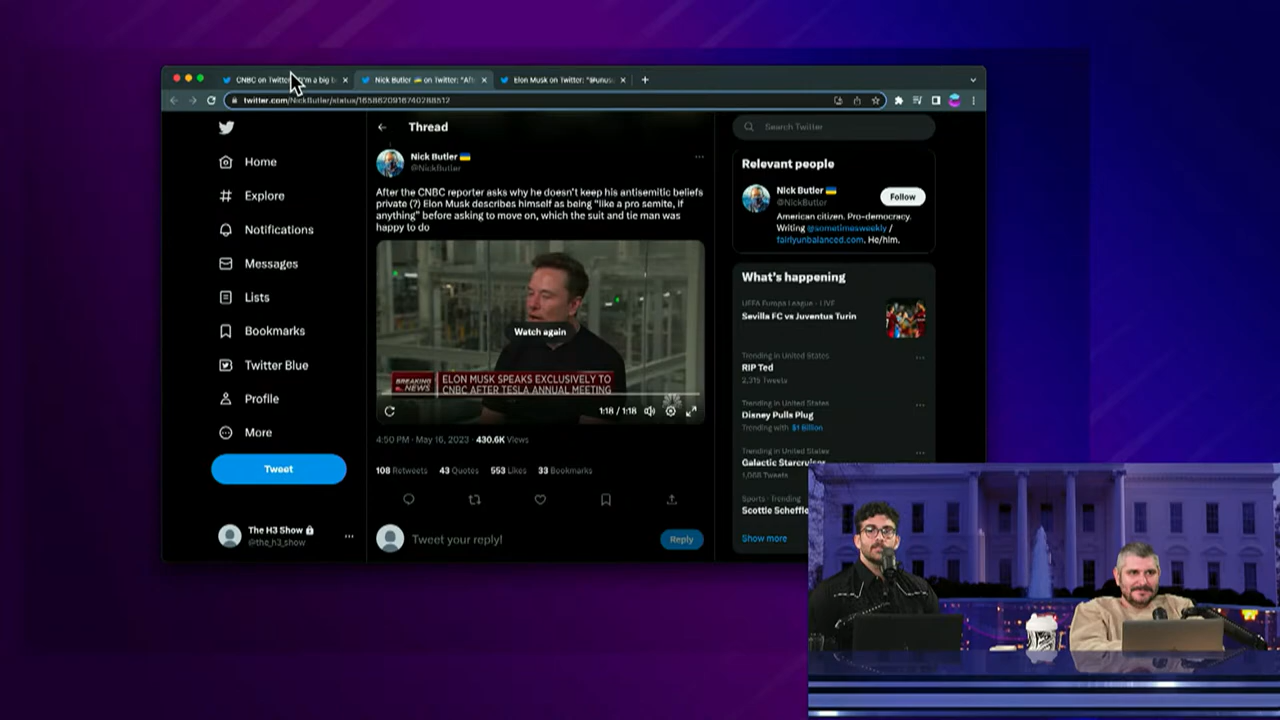 CNBC on Twitter: "I'm a big b
Nick Butler 🇺🇦 on Twitter: "Aft
Elon Musk on Twitter: "@unus
twitter.com/NickButler/status/1658620916740288512
Home
Explore
Notifications
Messages
Lists
Bookmarks
Twitter Blue
Profile
More
Tweet
The H3 Show
@the_h3_show
Thread
Nick Butler 🇺🇦
@NickButler
After the CNBC reporter asks why he doesn't keep his antisemitic beliefs
private (?) Elon Musk describes himself as being "like a pro semite, if
anything" before asking to move on, which the suit and tie man was
happy to do
Watch again
BREAKING NEWS
ELON MUSK SPEAKS EXCLUSIVELY TO
CNBC AFTER TESLA ANNUAL MEETING
1:18 / 1:18
4:50 PM · May 16, 2023 · 430.6K Views
108 Retweets 43 Quotes 553 Likes 33 Bookmarks
Tweet your reply!
Reply
Search Twitter
Relevant people
Nick Butler 🇺🇦
@NickButler
Follow
American citizen. Pro-democracy.
Writing @sometimesweekly /
fairlyunbalanced.com. He/him.
What's happening
UEFA Europa League · LIVE
Sevilla FC vs Juventus Turin
Trending in United States
RIP Ted
2,315 Tweets
Trending in United States
Disney Pulls Plug
Trending with $1 Billion
Trending in United States
Galactic Starcruiser
1,068 Tweets
Sports · Trending
Scottie Scheffle
Show more